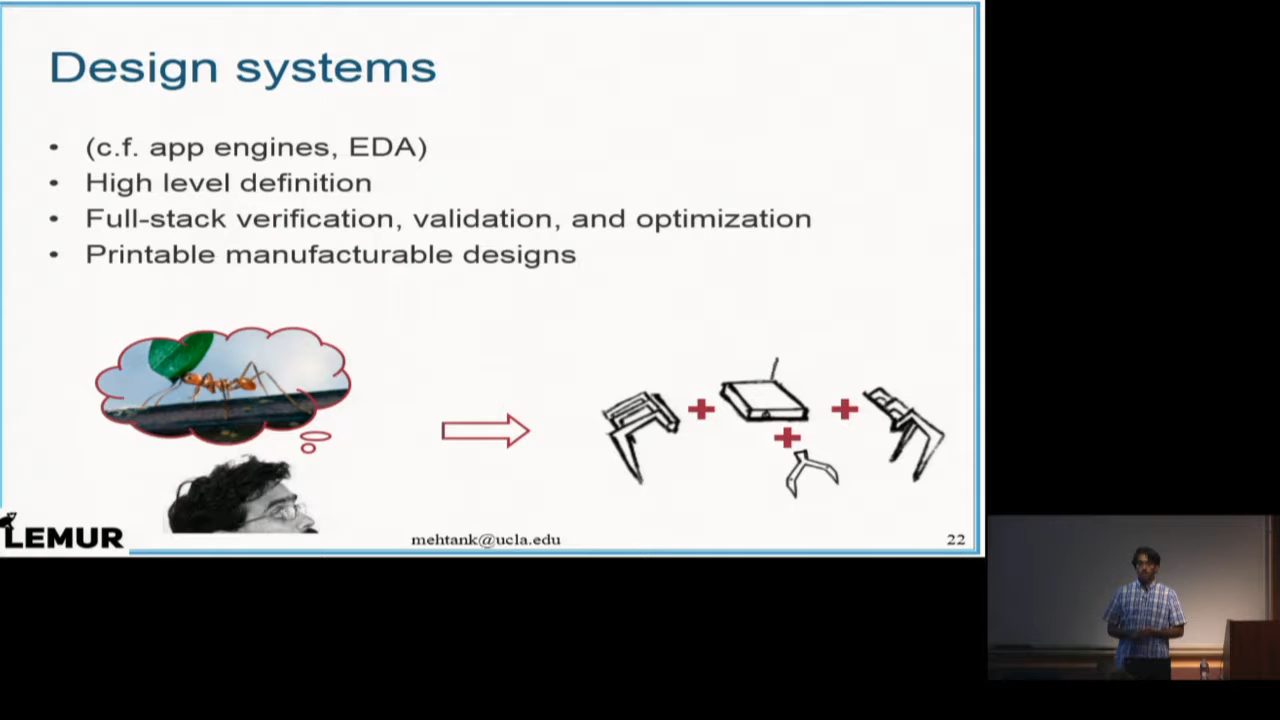 Design systems
• (c.f. app engines, EDA)
• High level definition
• Full-stack verification, validation, and optimization
• Printable manufacturable designs
LEMUR
mehtank@ucla.edu
22